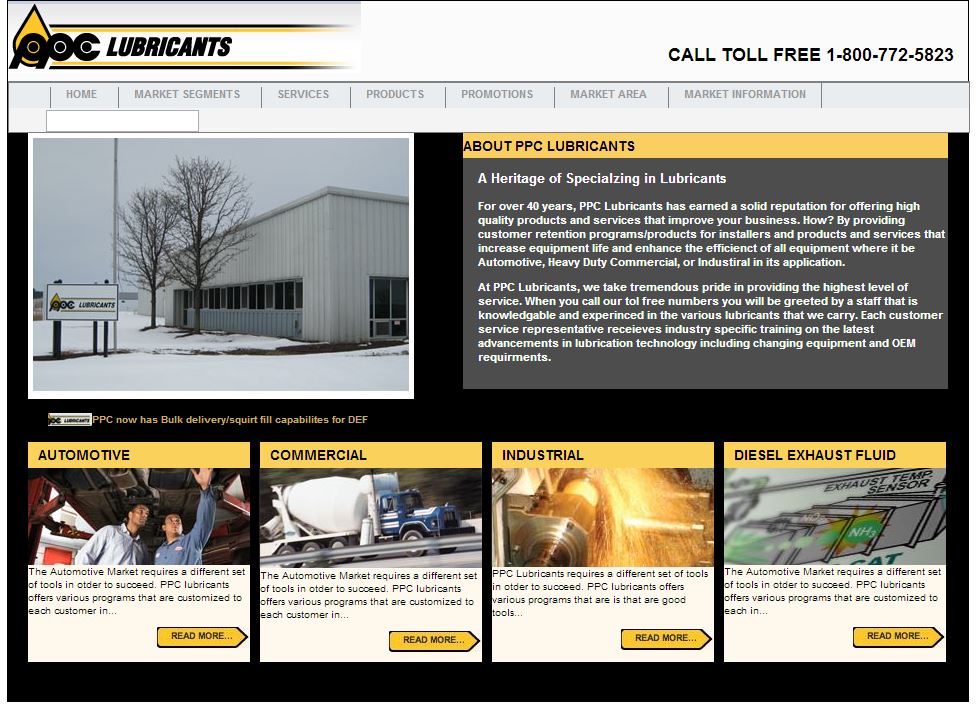 ppc LUBRICANTS
CALL TOLL FREE 1-800-772-5823
HOME MARKET SEGMENTS SERVICES PRODUCTS PROMOTIONS MARKET AREA MARKET INFORMATION
ppc LUBRICANTS
ABOUT PPC LUBRICANTS
A Heritage of Specialzing in Lubricants
For over 40 years, PPC Lubricants has earned a solid reputation for offering high
quality products and services that improve your business. How? By providing
customer retention programs/products for installers and products and services that
increase equipment life and enhance the efficienct of all equipment where it be
Automotive, Heavy Duty Commercial, or Industiral in its application.
At PPC Lubricants, we take tremendous pride in providing the highest level of
service. When you call our tol free numbers you will be greeted by a staff that is
knowledgable and experinced in the various lubricants that we carry. Each customer
service representative receieves industry specific training on the latest
advancements in lubrication technology including changing equipment and OEM
requirments.
ppc LUBRICANTS PPC now has Bulk delivery/squirt fill capabilites for DEF
AUTOMOTIVE
The Automotive Market requires a different set
of tools in otder to succeed. PPC lubricants
offers various programs that are customized to
each customer in...
READ MORE...
COMMERCIAL
The Automotive Market requires a different set
of tools in otder to succeed. PPC lubricants
offers various programs that are customized to
each customer in...
READ MORE...
INDUSTRIAL
PPC Lubricants requires a different set of tools
in otder to succeed. PPC lubricants offers
various programs that are is that are good
tools...
READ MORE...
DIESEL EXHAUST FLUID
EXHAUST TEMP.
SENSOR
NH3
CAT
The Automotive Market requires a different set
of tools in otder to succeed. PPC lubricants
offers various programs that are customized to
each in...
READ MORE...